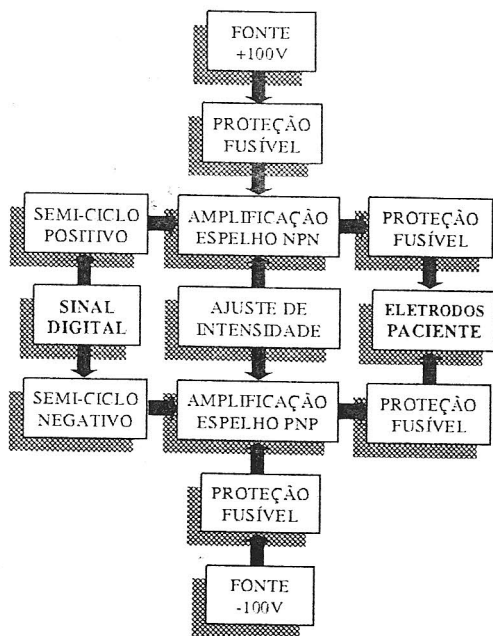 FONTE
+100V
PROTEÇÃO
FUSÍVEL
SEMI-CICLO
POSITIVO
AMPLIFICAÇÃO
ESPELHO NPN
PROTEÇÃO
FUSÍVEL
SINAL
DIGITAL
AJUSTE DE
INTENSIDADE
ELETRODOS
PACIENTE
SEMI-CICLO
NEGATIVO
AMPLIFICAÇÃO
ESPELHO PNP
PROTEÇÃO
FUSÍVEL
PROTEÇÃO
FUSÍVEL
FONTE
-100V